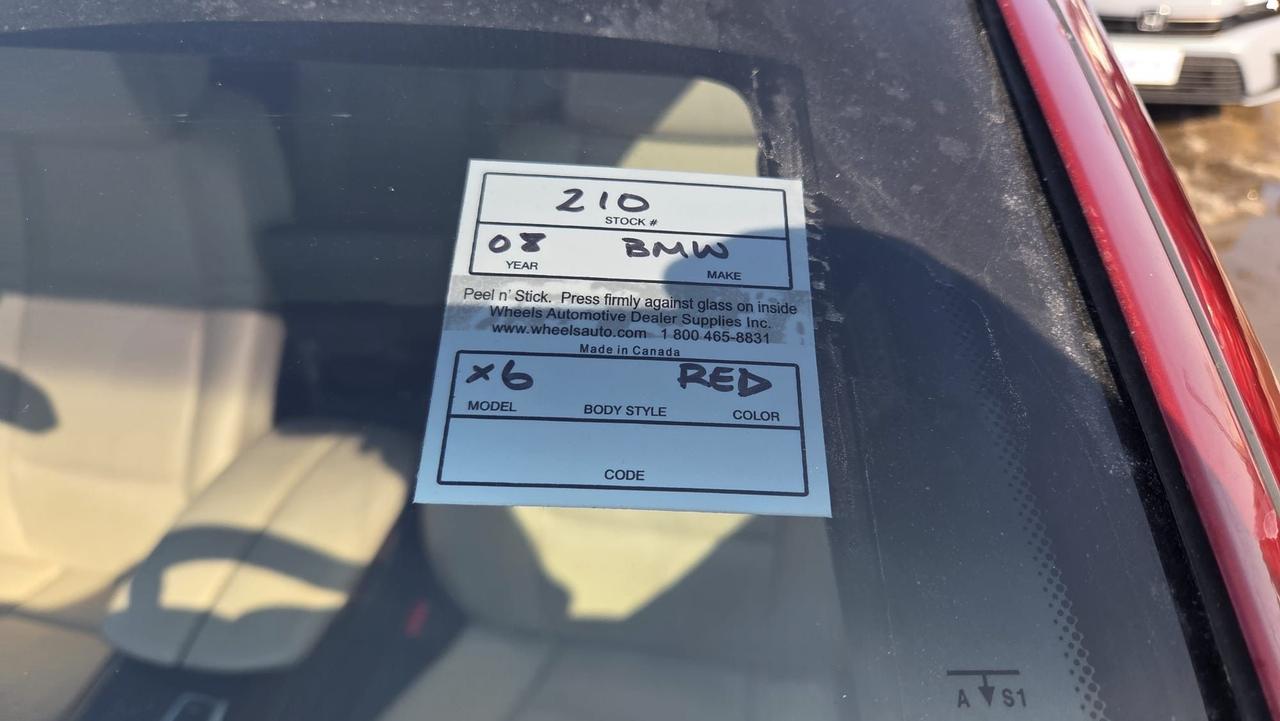 210
STOCK #
08 BMW
YEAR MAKE
Peel n' Stick. Press firmly against glass on inside
Wheels Automotive Dealer Supplies Inc.
www.wheelsauto.com 1 800 465-8831
Made in Canada
X6 RED
MODEL BODY STYLE COLOR
CODE
A S1